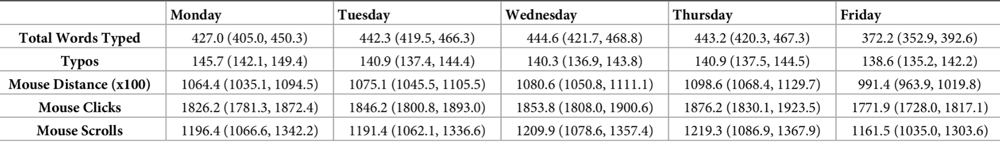 Monday Tuesday Wednesday Thursday Friday
Total Words Typed 427.0 (405.0, 450.3) 442.3 (419.5, 466.3) 444.6 (421.7, 468.8) 443.2 (420.3, 467.3) 372.2 (352.9, 392.6)
Typos 145.7 (142.1, 149.4) 140.9 (137.4, 144.4) 140.3 (136.9, 143.8) 140.9 (137.5, 144.5) 138.6 (135.2, 142.2)
Mouse Distance (x100) 1064.4 (1035.1, 1094.5) 1075.1 (1045.5, 1105.5) 1080.6 (1050.8, 1111.1) 1098.6 (1068.4, 1129.7) 991.4 (963.9, 1019.8)
Mouse Clicks 1826.2 (1781.3, 1872.4) 1846.2 (1800.8, 1893.0) 1853.8 (1808.0, 1900.6) 1876.2 (1830.1, 1923.5) 1771.9 (1728.0, 1817.1)
Mouse Scrolls 1196.4 (1066.6, 1342.2) 1191.4 (1062.1, 1336.6) 1209.9 (1078.6, 1357.4) 1219.3 (1086.9, 1367.9) 1161.5 (1035.0, 1303.6)